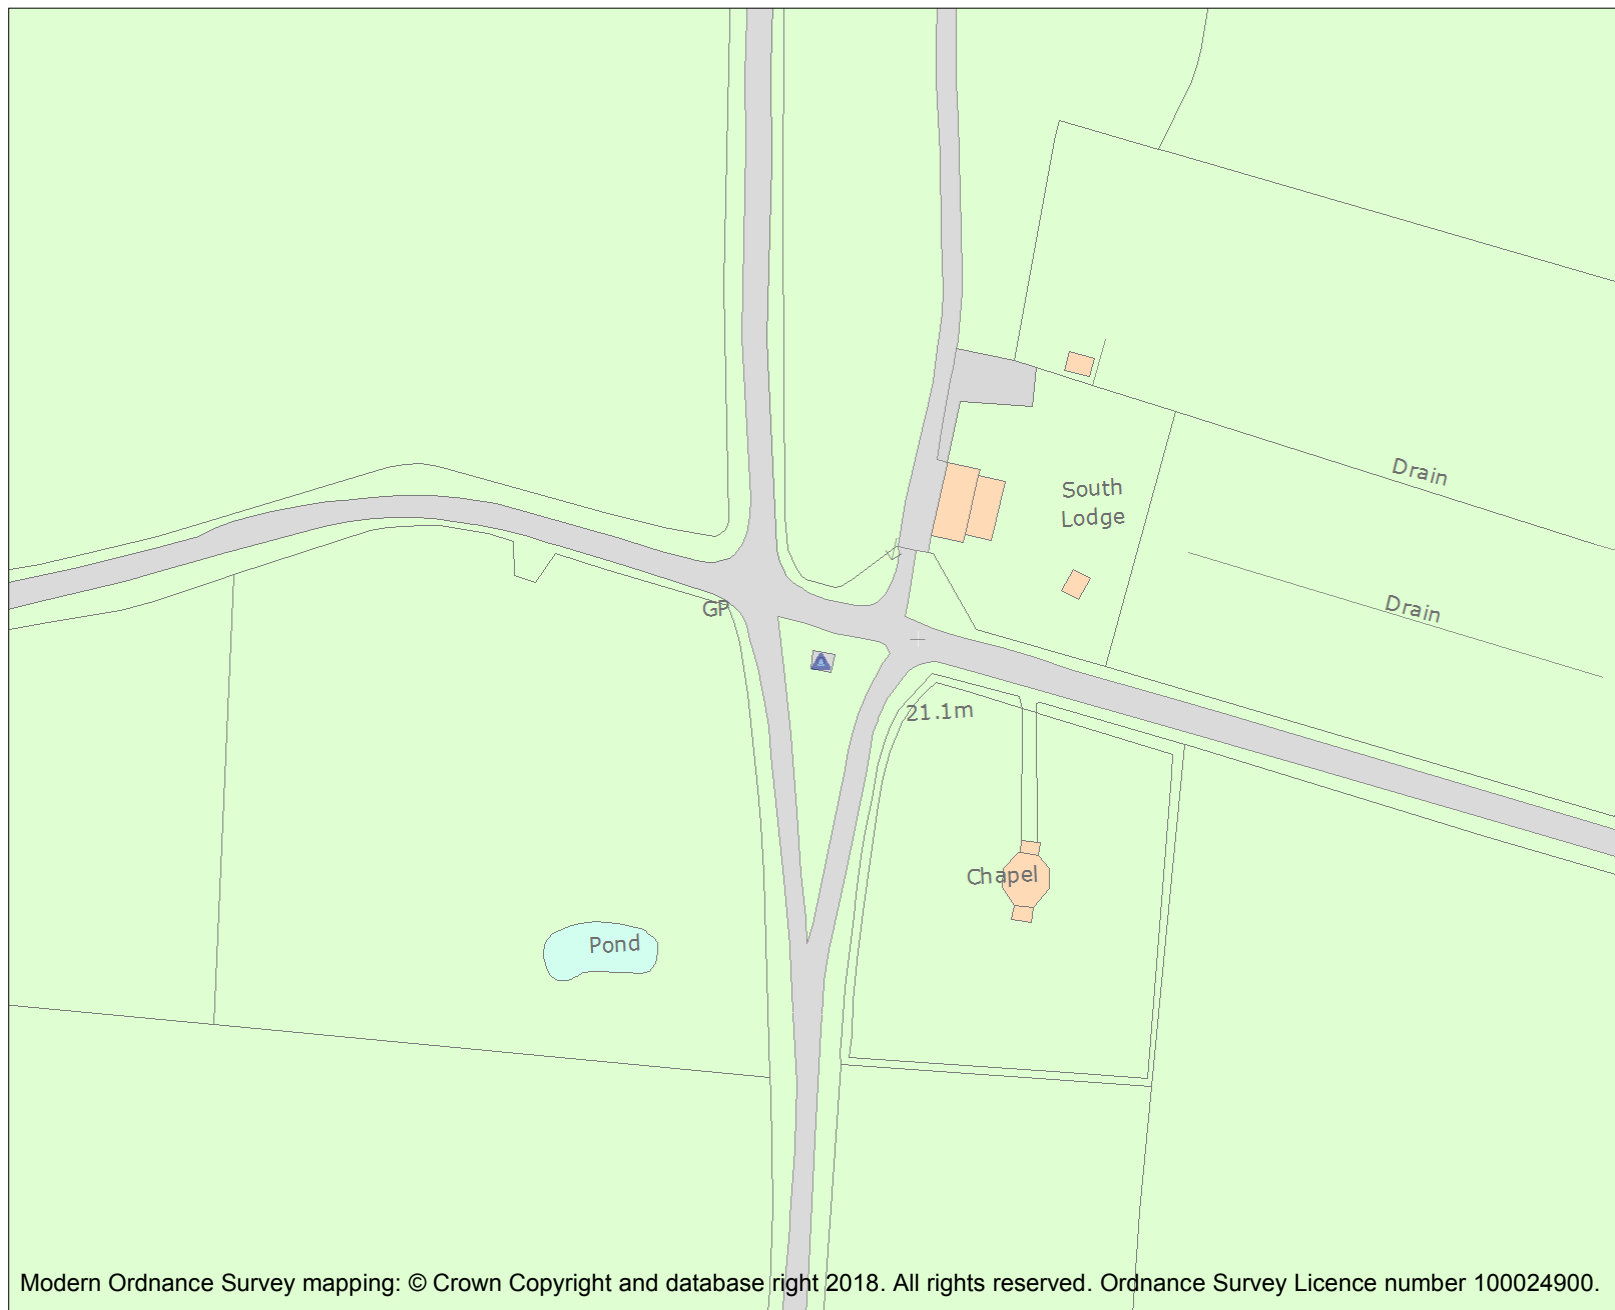 Drain
South
Lodge
Drain
GP
21.1m
Chapel
Pond
Modern Ordnance Survey mapping: © Crown Copyright and database right 2018. All rights reserved. Ordnance Survey Licence number 100024900.